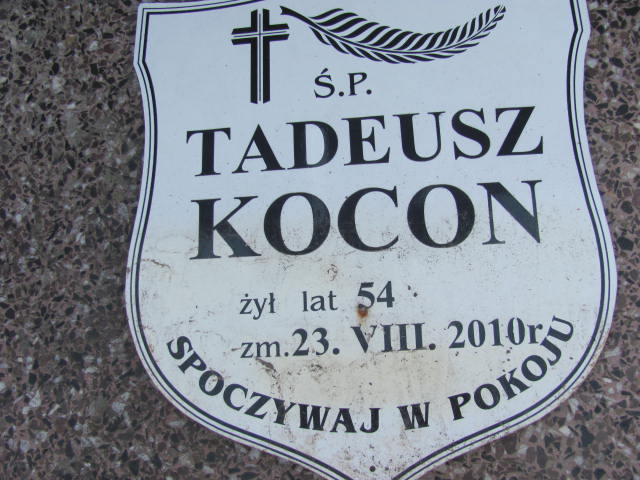 Ś.P.
TADEUSZ
KOCON
żył lat 54
zm.23. VIII. 2010r.
SPOCZYWAJ W POKOJU